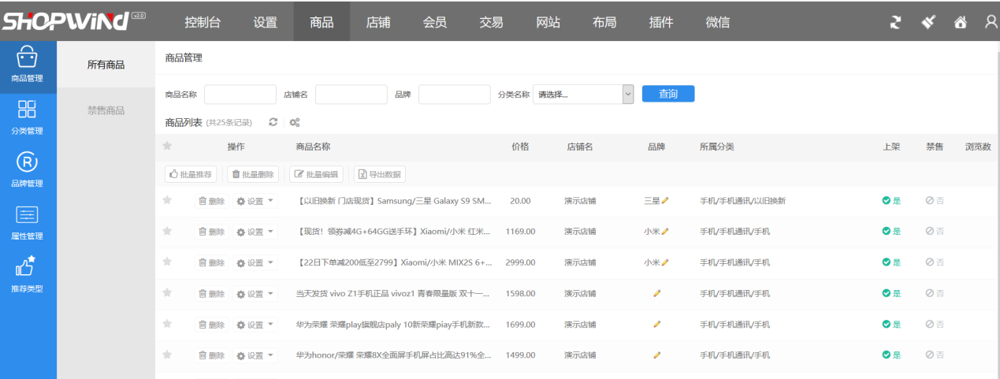 SHOPWiNd v2.0 控制台 设置 商品 店铺 会员 交易 网站 布局 插件 微信
商品管理
分类管理
品牌管理
属性管理
推荐类型
所有商品
禁售商品
商品管理
商品名称 店铺名 品牌 分类名称 请选择... 查询
商品列表 (共25条记录)
操作 商品名称 价格 店铺名 品牌 所属分类 上架 禁售 浏览数
批量推荐 批量删除 批量编辑 导出数据
删除 设置 【以旧换新 门店现货】Samsung/三星 Galaxy S9 SM... 20.00 演示店铺 三星 手机/手机通讯/以旧换新 是 否
删除 设置 【现货！领券减4G+64GG送手环】Xiaomi/小米 红米... 1169.00 演示店铺 小米 手机/手机通讯/手机 是 否
删除 设置 【22日下单减200低至2799】Xiaomi/小米 MIX2S 6+... 2999.00 演示店铺 小米 手机/手机通讯/手机 是 否
删除 设置 当天发货 vivo Z1手机正品 vivoz1 青春限量版 双十一... 1598.00 演示店铺 手机/手机通讯/手机 是 否
删除 设置 华为荣耀 荣耀play旗舰店paly 10新荣耀piay手机新款... 1699.00 演示店铺 手机/手机通讯/手机 是 否
删除 设置 华为honor/荣耀 荣耀8X全面屏手机屏占比高达91%全... 1499.00 演示店铺 手机/手机通讯/手机 是 否